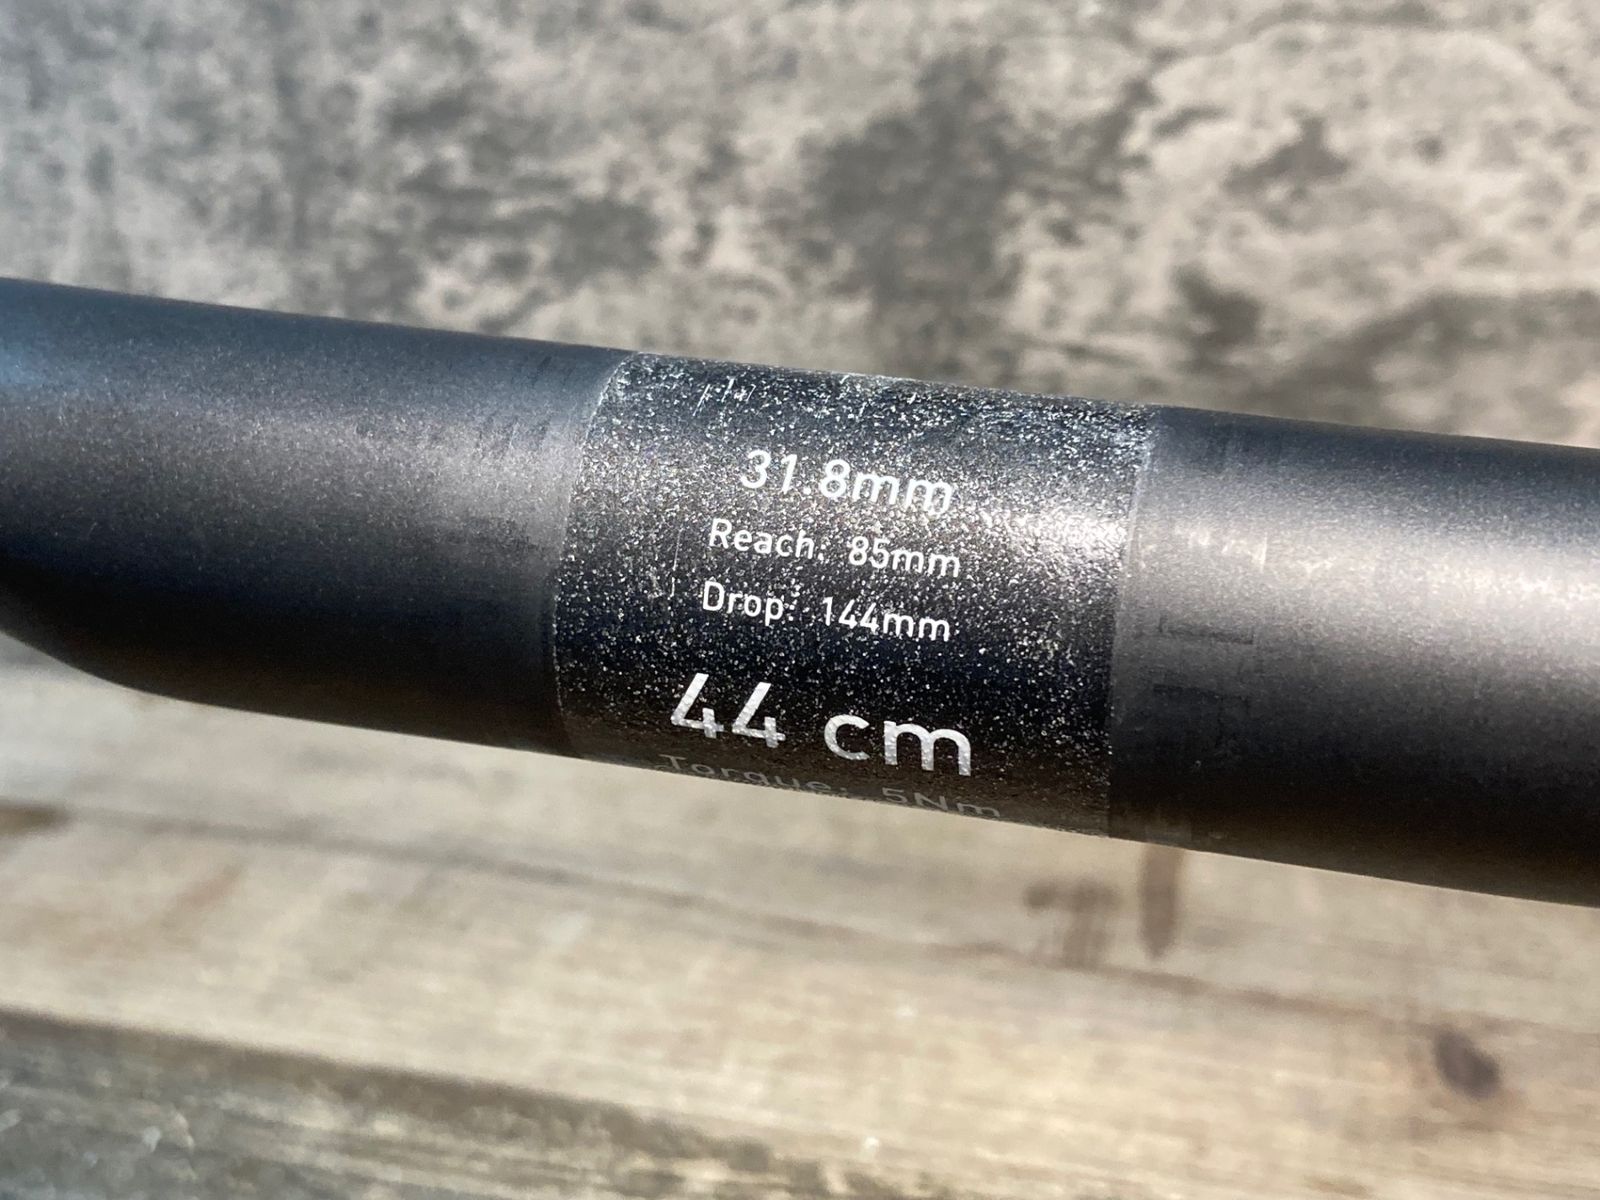 31.8mm
Reach: 85mm
Drop: 144mm
44 cm
Torque: 5Nm